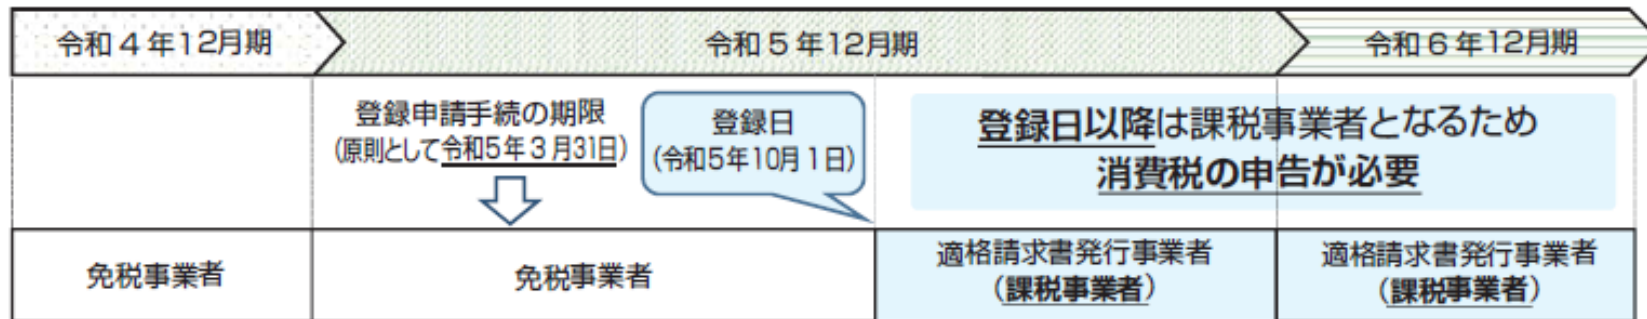 令和4年12月期
令和5年12月期
令和6年12月期
登録申請手続の期限
(原則として令和5年3月31日)
登録日
(令和5年10月1日)
登録日以降は課税事業者となるため
消費税の申告が必要
免税事業者
免税事業者
適格請求書発行事業者
(課税事業者)
適格請求書発行事業者
(課税事業者)